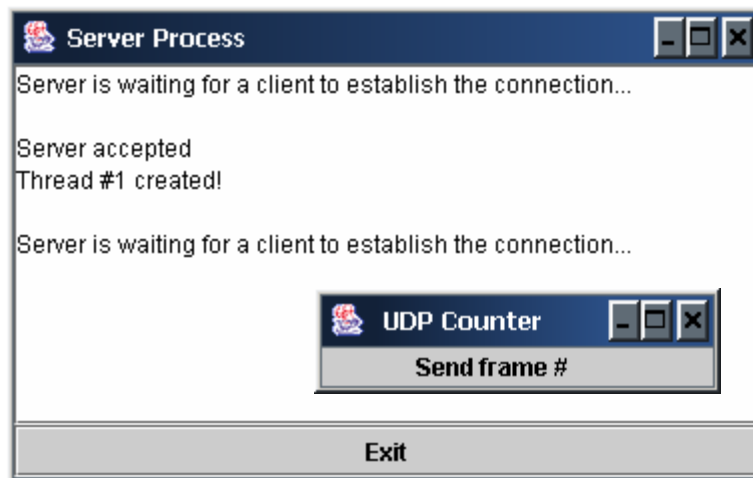 Server Process
Server is waiting for a client to establish the connection...
Server accepted
Thread #1 created!
Server is waiting for a client to establish the connection...
UDP Counter
Send frame #
Exit